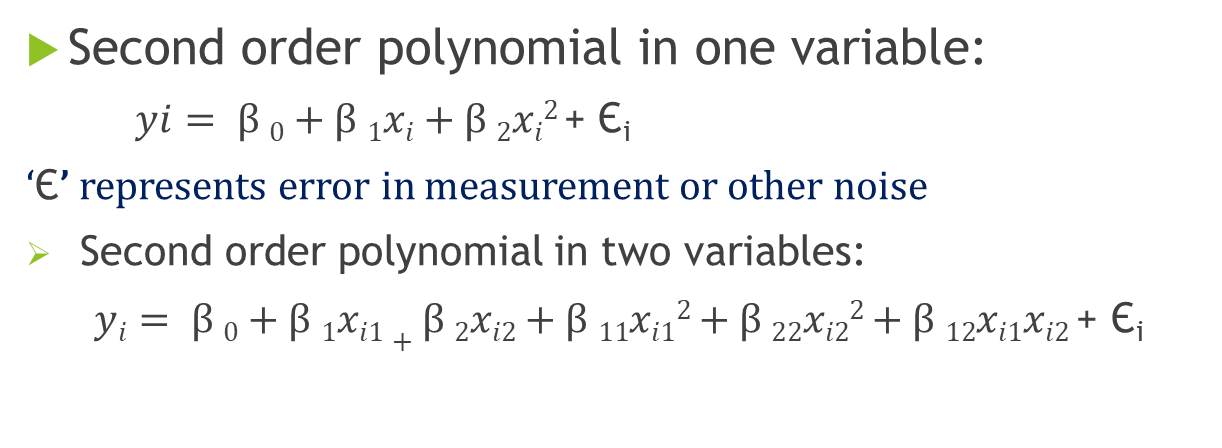 Second order polynomial in one variable:
yi = β ₀ + β ₁xᵢ + β ₂xᵢ² + Єᵢ
‘Є’ represents error in measurement or other noise
Second order polynomial in two variables:
yᵢ = β ₀ + β ₁xᵢ₁ ₊ β ₂xᵢ₂ + β ₁₁xᵢ₁² + β ₂₂xᵢ₂² + β ₁₂xᵢ₁xᵢ₂ + Єᵢ